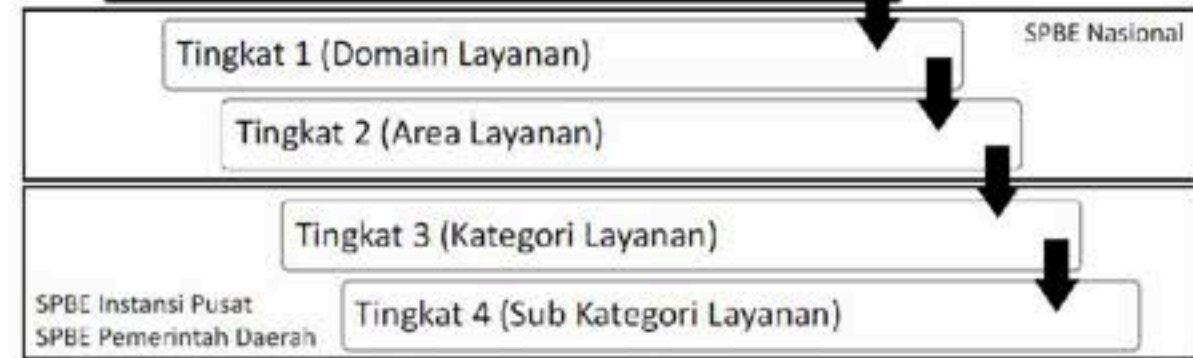 SPBE Nasional
Tingkat 1 (Domain Layanan)
Tingkat 2 (Area Layanan)
Tingkat 3 (Kategori Layanan)
SPBE Instansi Pusat
SPBE Pemerintah Daerah
Tingkat 4 (Sub Kategori Layanan)